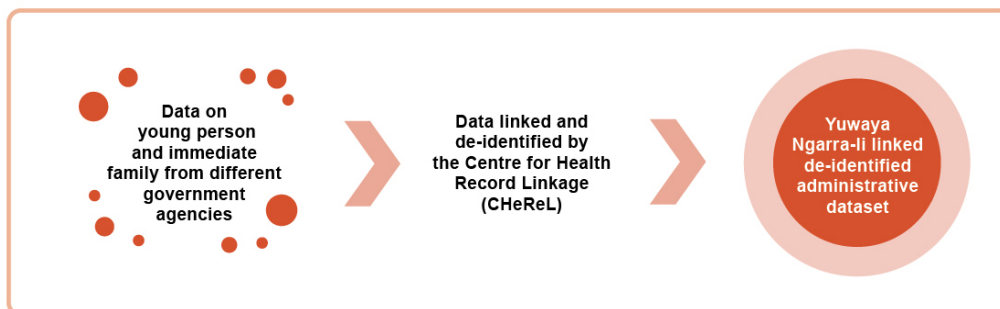 Data on
young person
and immediate
family from different
government
agencies
Data linked and
de-identified by
the Centre for Health
Record Linkage
(CHeReL)
Yuwaya
Ngarra-li linked
de-identified
administrative
dataset